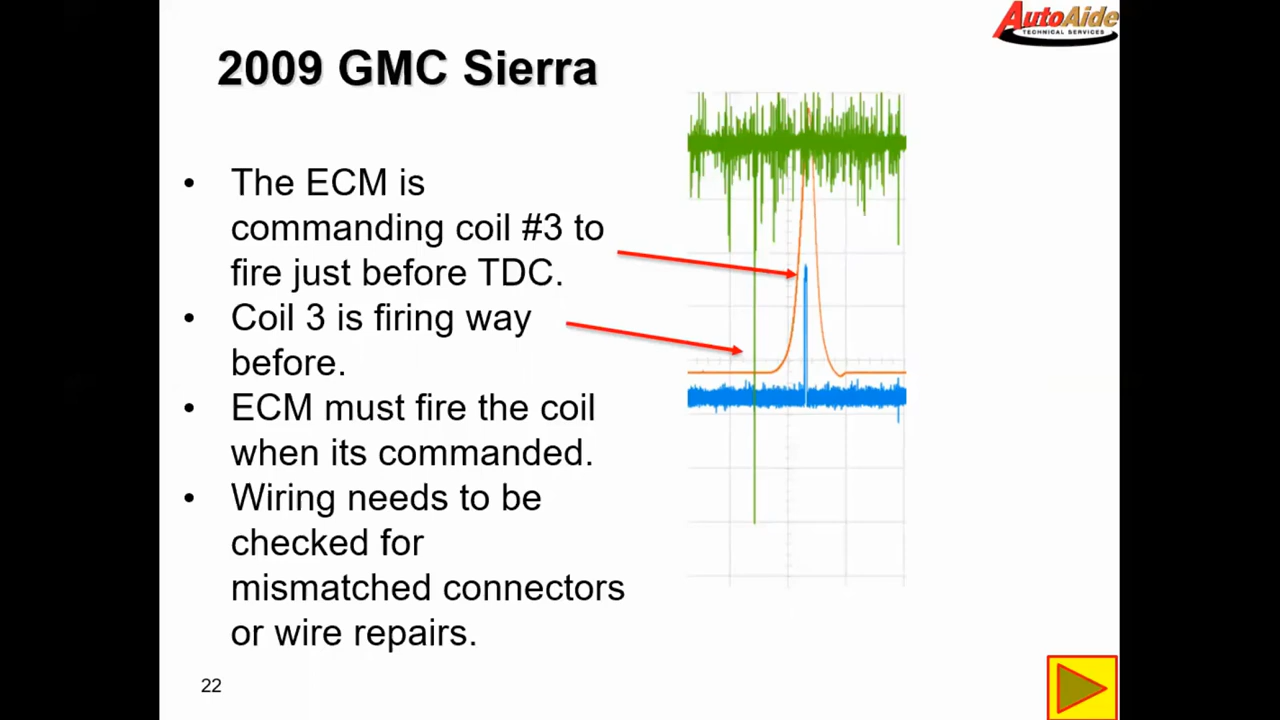 AutoAide
TECHNICAL SERVICES
2009 GMC Sierra
• The ECM is
commanding coil #3 to
fire just before TDC.
• Coil 3 is firing way
before.
• ECM must fire the coil
when its commanded.
• Wiring needs to be
checked for
mismatched connectors
or wire repairs.
22